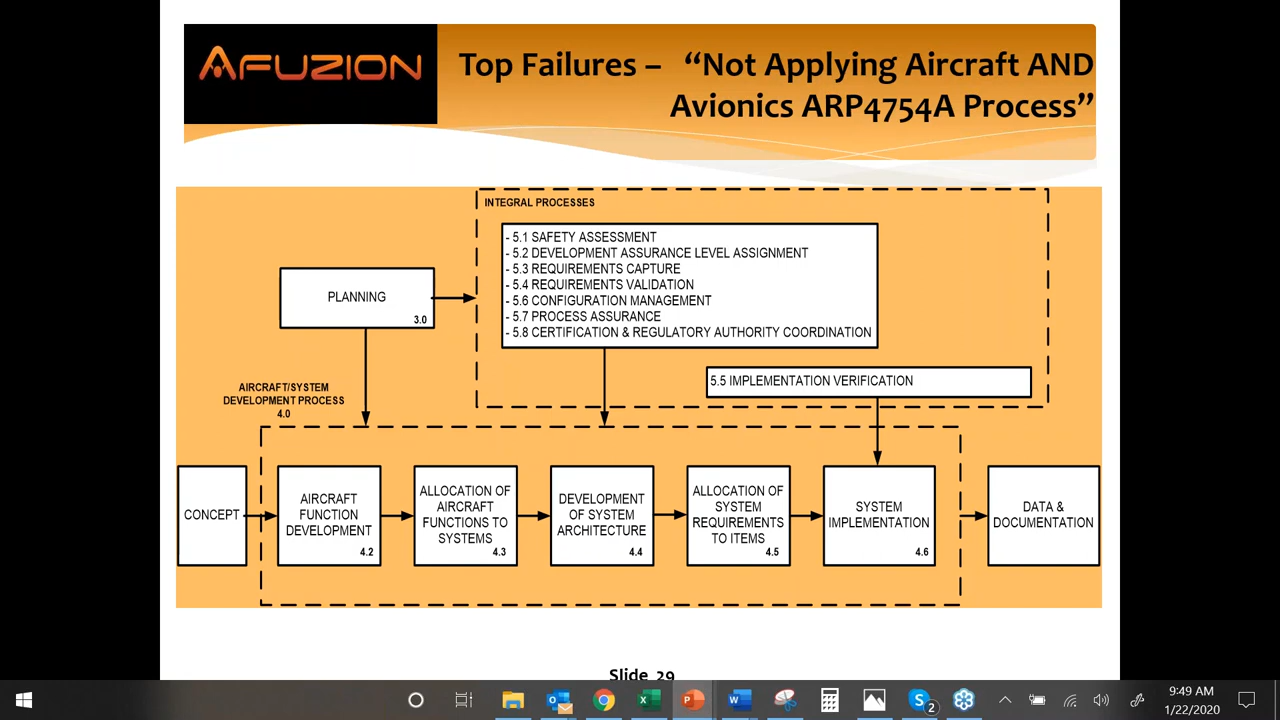 AFUZION
Top Failures – “Not Applying Aircraft AND
Avionics ARP4754A Process”
INTEGRAL PROCESSES
- 5.1 SAFETY ASSESSMENT
- 5.2 DEVELOPMENT ASSURANCE LEVEL ASSIGNMENT
- 5.3 REQUIREMENTS CAPTURE
- 5.4 REQUIREMENTS VALIDATION
- 5.6 CONFIGURATION MANAGEMENT
- 5.7 PROCESS ASSURANCE
- 5.8 CERTIFICATION & REGULATORY AUTHORITY COORDINATION
PLANNING
3.0
5.5 IMPLEMENTATION VERIFICATION
AIRCRAFT/SYSTEM
DEVELOPMENT PROCESS
4.0
CONCEPT
AIRCRAFT
FUNCTION
DEVELOPMENT
4.2
ALLOCATION OF
AIRCRAFT
FUNCTIONS TO
SYSTEMS
4.3
DEVELOPMENT
OF SYSTEM
ARCHITECTURE
4.4
ALLOCATION OF
SYSTEM
REQUIREMENTS
TO ITEMS
4.5
SYSTEM
IMPLEMENTATION
4.6
DATA &
DOCUMENTATION
Slide 29
2
9:49 AM
1/22/2020